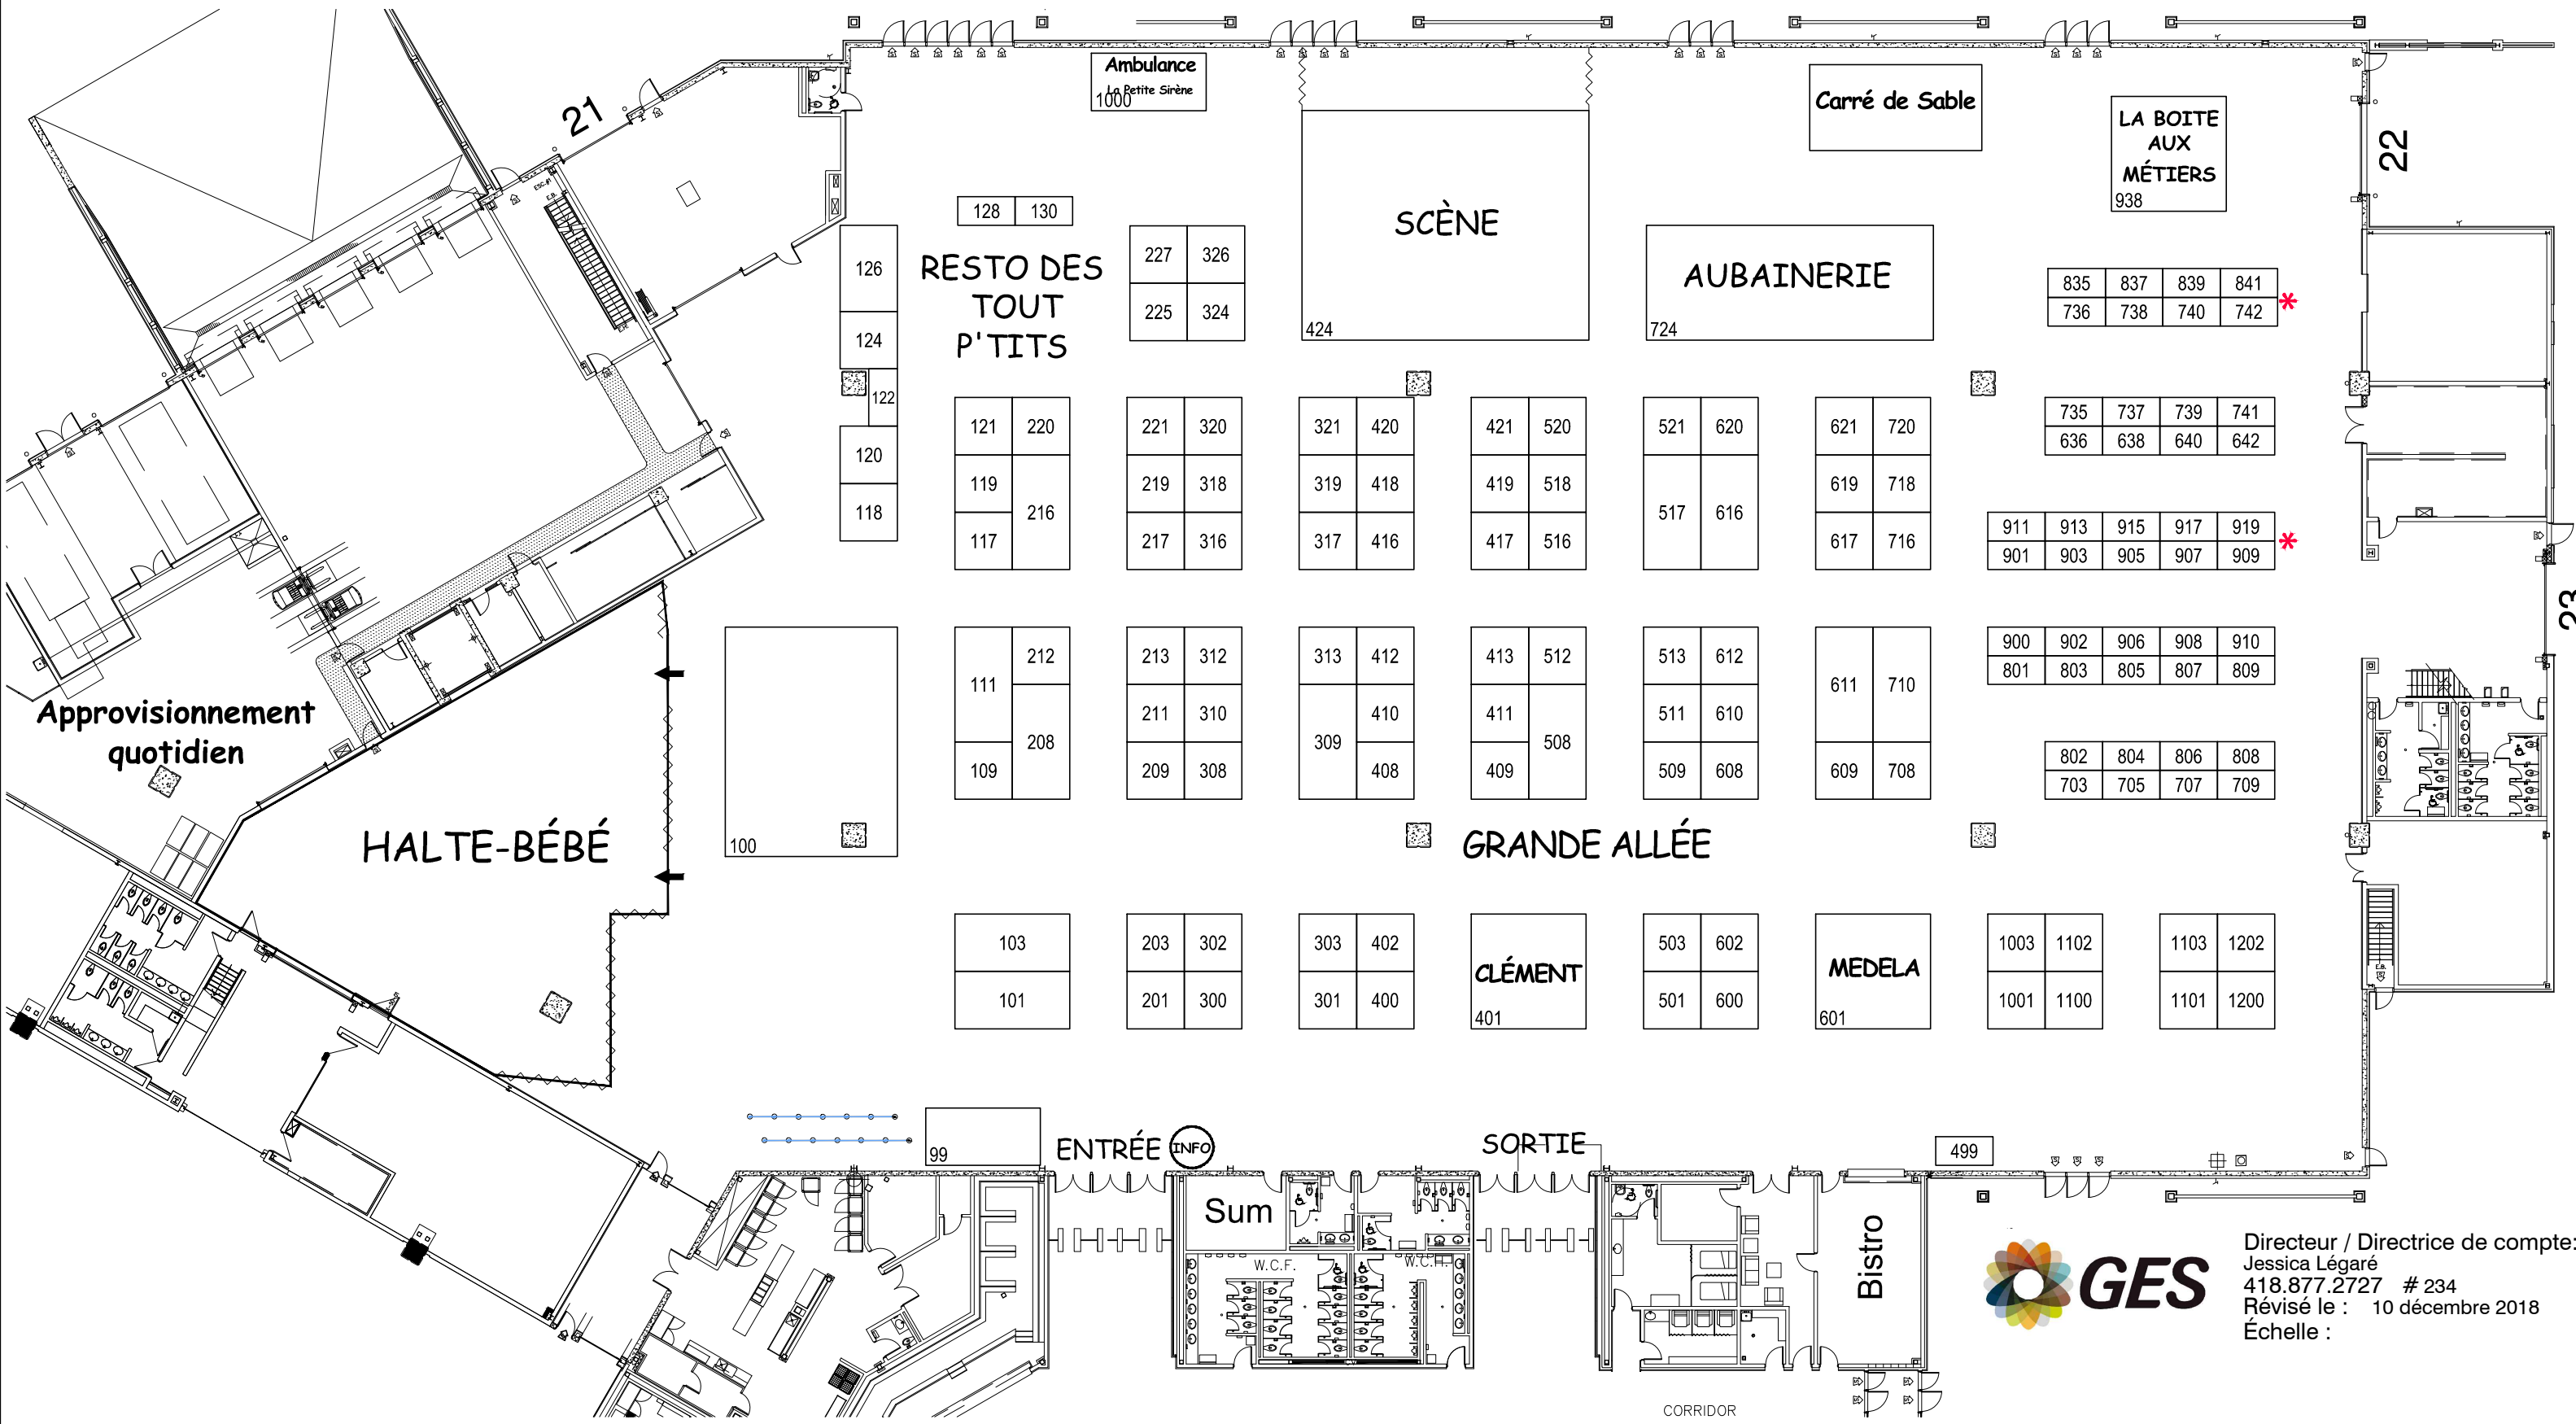 21
Ambulance
La Petite Sirène
1000
Carré de Sable
LA BOITE
AUX
MÉTIERS
938
22
ESC.#1
E.B.
128 130
RESTO DES
TOUT
P'TITS
126
124
122
120
118
227 326
225 324
SCÈNE
424
AUBAINERIE
724
835 837 839 841
736 738 740 742
*
121 220
119
216
117
221 320
219 318
217 316
321 420
319 418
317 416
421 520
419 518
417 516
521 620
517 616
621 720
619 718
617 716
735 737 739 741
636 638 640 642
911 913 915 917 919
901 903 905 907 909
*
23
Approvisionnement
quotidien
HALTE-BÉBÉ
100
212
111
208
109
213 312
211 310
209 308
313 412
410
309
408
413 512
411
508
409
513 612
511 610
509 608
611 710
609 708
900 902 906 908 910
801 803 805 807 809
802 804 806 808
703 705 707 709
GRANDE ALLÉE
103
101
203 302
201 300
303 402
301 400
CLÉMENT
401
503 602
501 600
MEDELA
601
1003 1102
1001 1100
1103 1202
1101 1200
E.B.
99
ENTRÉE
INFO
SORTIE
499
Sum
W.C.F.
W.C.H.
Bistro
CORRIDOR
GES
Directeur / Directrice de compte:
Jessica Légaré
418.877.2727 # 234
Révisé le : 10 décembre 2018
Échelle :